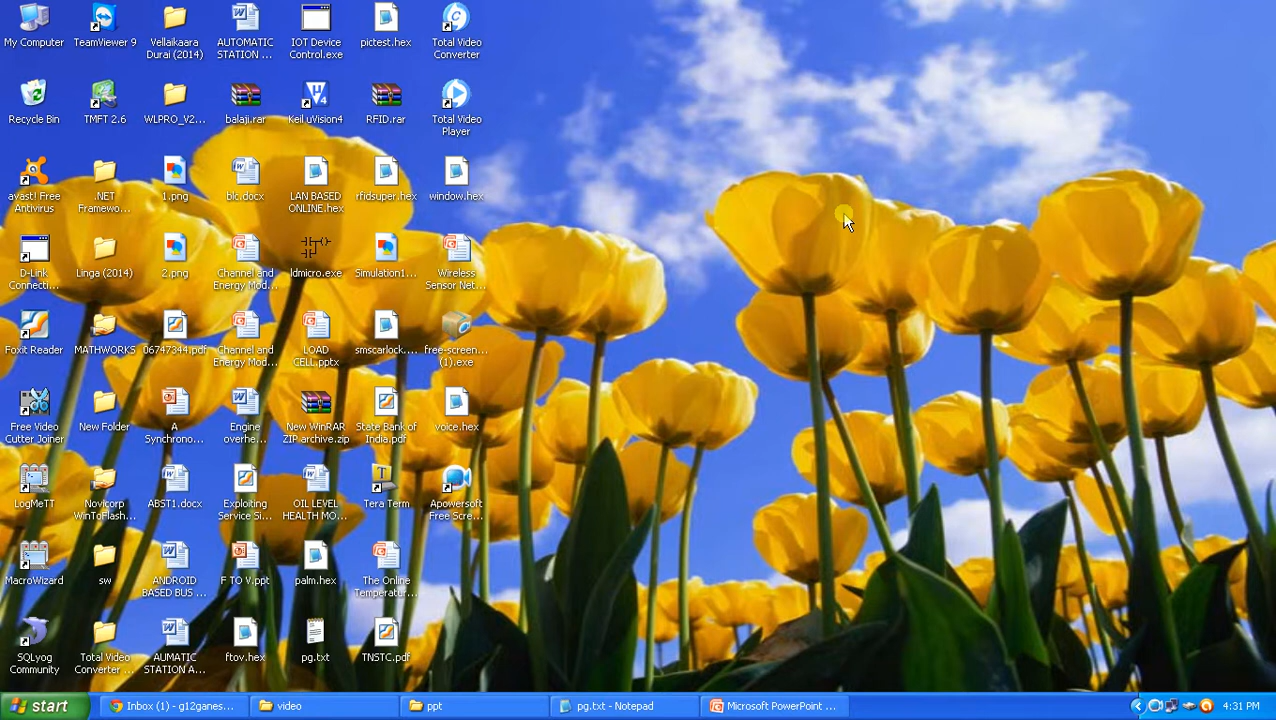 My Computer
TeamViewer 9
Vellaikaara
Durai (2014)
AUTOMATIC
STATION ...
IOT Device
Control.exe
pictest.hex
Total Video
Converter
Recycle Bin
TMFT 2.6
WLPRO_V2...
balaji.rar
Keil uVision4
RFID.rar
Total Video
Player
avast! Free
Antivirus
.NET
Framewo...
1.png
blc.docx
LAN BASED
ONLINE.hex
rfidsuper.hex
window.hex
D-Link
Connecti...
Linga (2014)
2.png
Channel and
Energy Mod...
ldmicro.exe
Simulation1...
Wireless
Sensor Net...
Foxit Reader
MATHWORKS
06747344.pdf
Channel and
Energy Mod...
LOAD
CELL.pptx
smscarlock....
free-screen...
(1).exe
Free Video
Cutter Joiner
New Folder
A
Synchrono...
Engine
overhe...
New WinRAR
ZIP archive.zip
State Bank of
India.pdf
voice.hex
LogMeTT
Novicorp
WinToFlash...
ABST1.docx
Exploiting
Service Si...
OIL LEVEL
HEALTH MO...
Tera Term
Apowersoft
Free Scre...
MacroWizard
sw
ANDROID
BASED BUS ...
F TO V.ppt
palm.hex
The Online
Temperatur...
SQLyog
Community
Total Video
Converter ...
AUMATIC
STATION A...
ftov.hex
pg.txt
TNSTC.pdf
start
Inbox (1) - g12ganes...
video
ppt
pg.txt - Notepad
Microsoft PowerPoint ...
4:31 PM